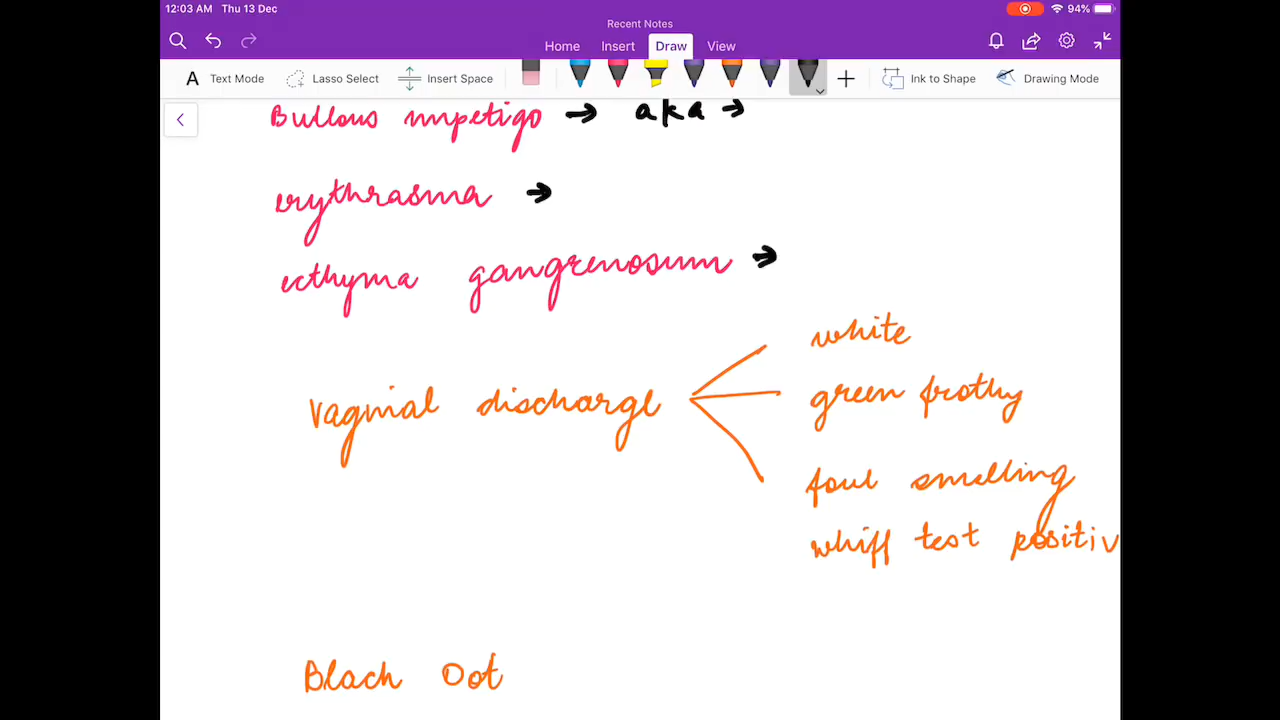 12:03 AM Thu 13 Dec 94%
Recent Notes
Home Insert Draw View
Text Mode Lasso Select Insert Space Ink to Shape Drawing Mode
Bullous impetigo → aka →
erythrasma →
ecthyma gangrenosum →
white
green frothy
vaginal discharge
foul smelling
whiff test positiv
Black Dot